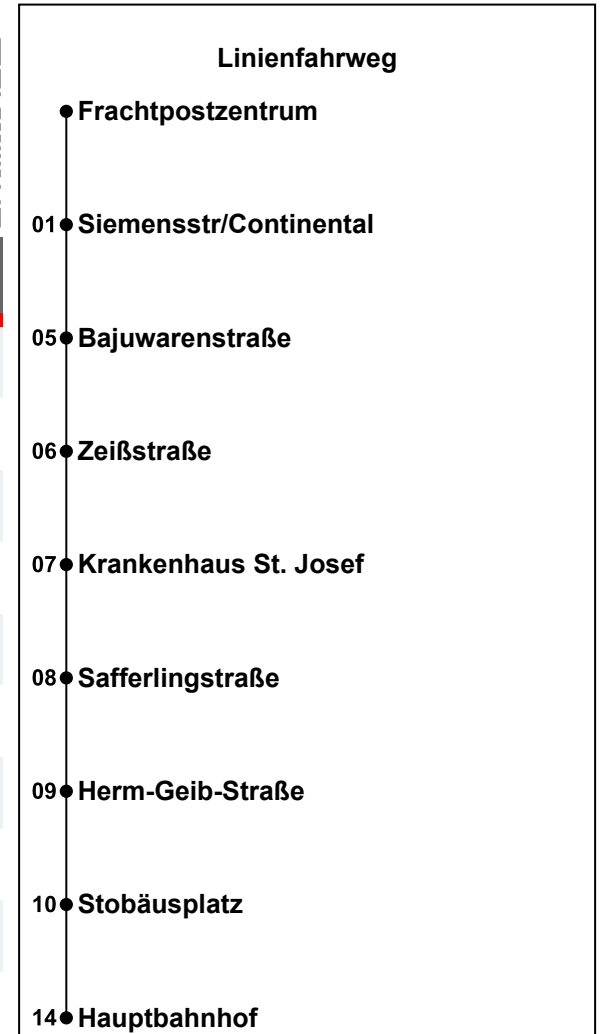 Linienfahrweg
Frachtpostzentrum
01 Siemensstr/Continental
05 Bajuwarenstraße
06 Zeißstraße
07 Krankenhaus St. Josef
08 Safferlingstraße
09 Herm-Geib-Straße
10 Stobäusplatz
14 Hauptbahnhof